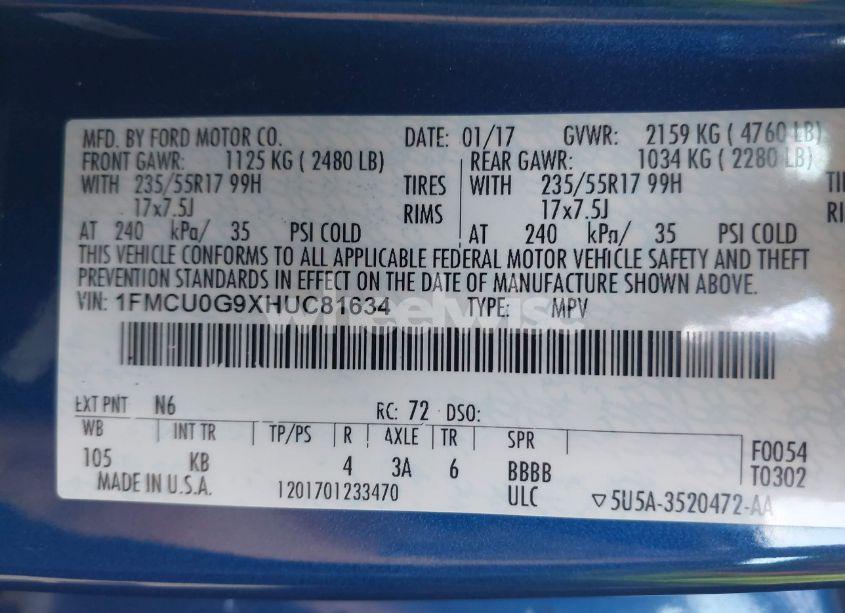 MFD. BY FORD MOTOR CO. DATE: 01/17 GVWR: 2159 KG ( 4760 LB)
FRONT GAWR: 1125 KG ( 2480 LB) REAR GAWR: 1034 KG ( 2280 LB)
WITH 235/55R17 99H TIRES WITH 235/55R17 99H
17x7.5J RIMS 17x7.5J
AT 240 kPa/ 35 PSI COLD AT 240 kPa/ 35 PSI COLD
THIS VEHICLE CONFORMS TO ALL APPLICABLE FEDERAL MOTOR VEHICLE SAFETY AND THEFT
PREVENTION STANDARDS IN EFFECT ON THE DATE OF MANUFACTURE SHOWN ABOVE.
VIN: 1FMCU0G9XHUC81634 TYPE: MPV
wheelwise
EXT PNT N6 RC: 72 DSO:
WB INT TR TP/PS R AXLE TR SPR F0054
105 KB 4 3A 6 BBBB T0302
MADE IN U.S.A. 1201701233470 ULC ▽5U5A-3520472-AA